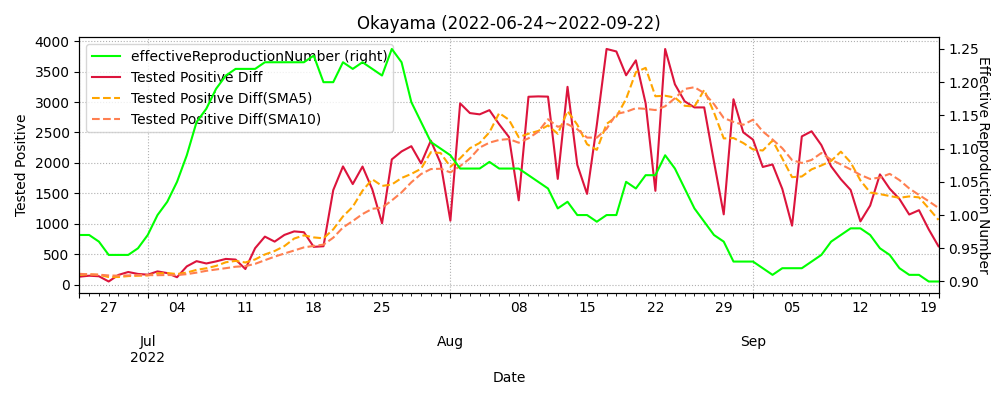 Okayama (2022-06-24~2022-09-22)
effectiveReproductionNumber (right)
Tested Positive Diff
Tested Positive Diff(SMA5)
Tested Positive Diff(SMA10)
Tested Positive
4000
3500
3000
2500
2000
1500
1000
500
0
1.25
1.20
1.15
1.10
1.05
1.00
0.95
0.90
Effective Reproduction Number
27 04 11 18 25 08 15 22 29 05 12 19
Jul Aug Sep
2022
Date